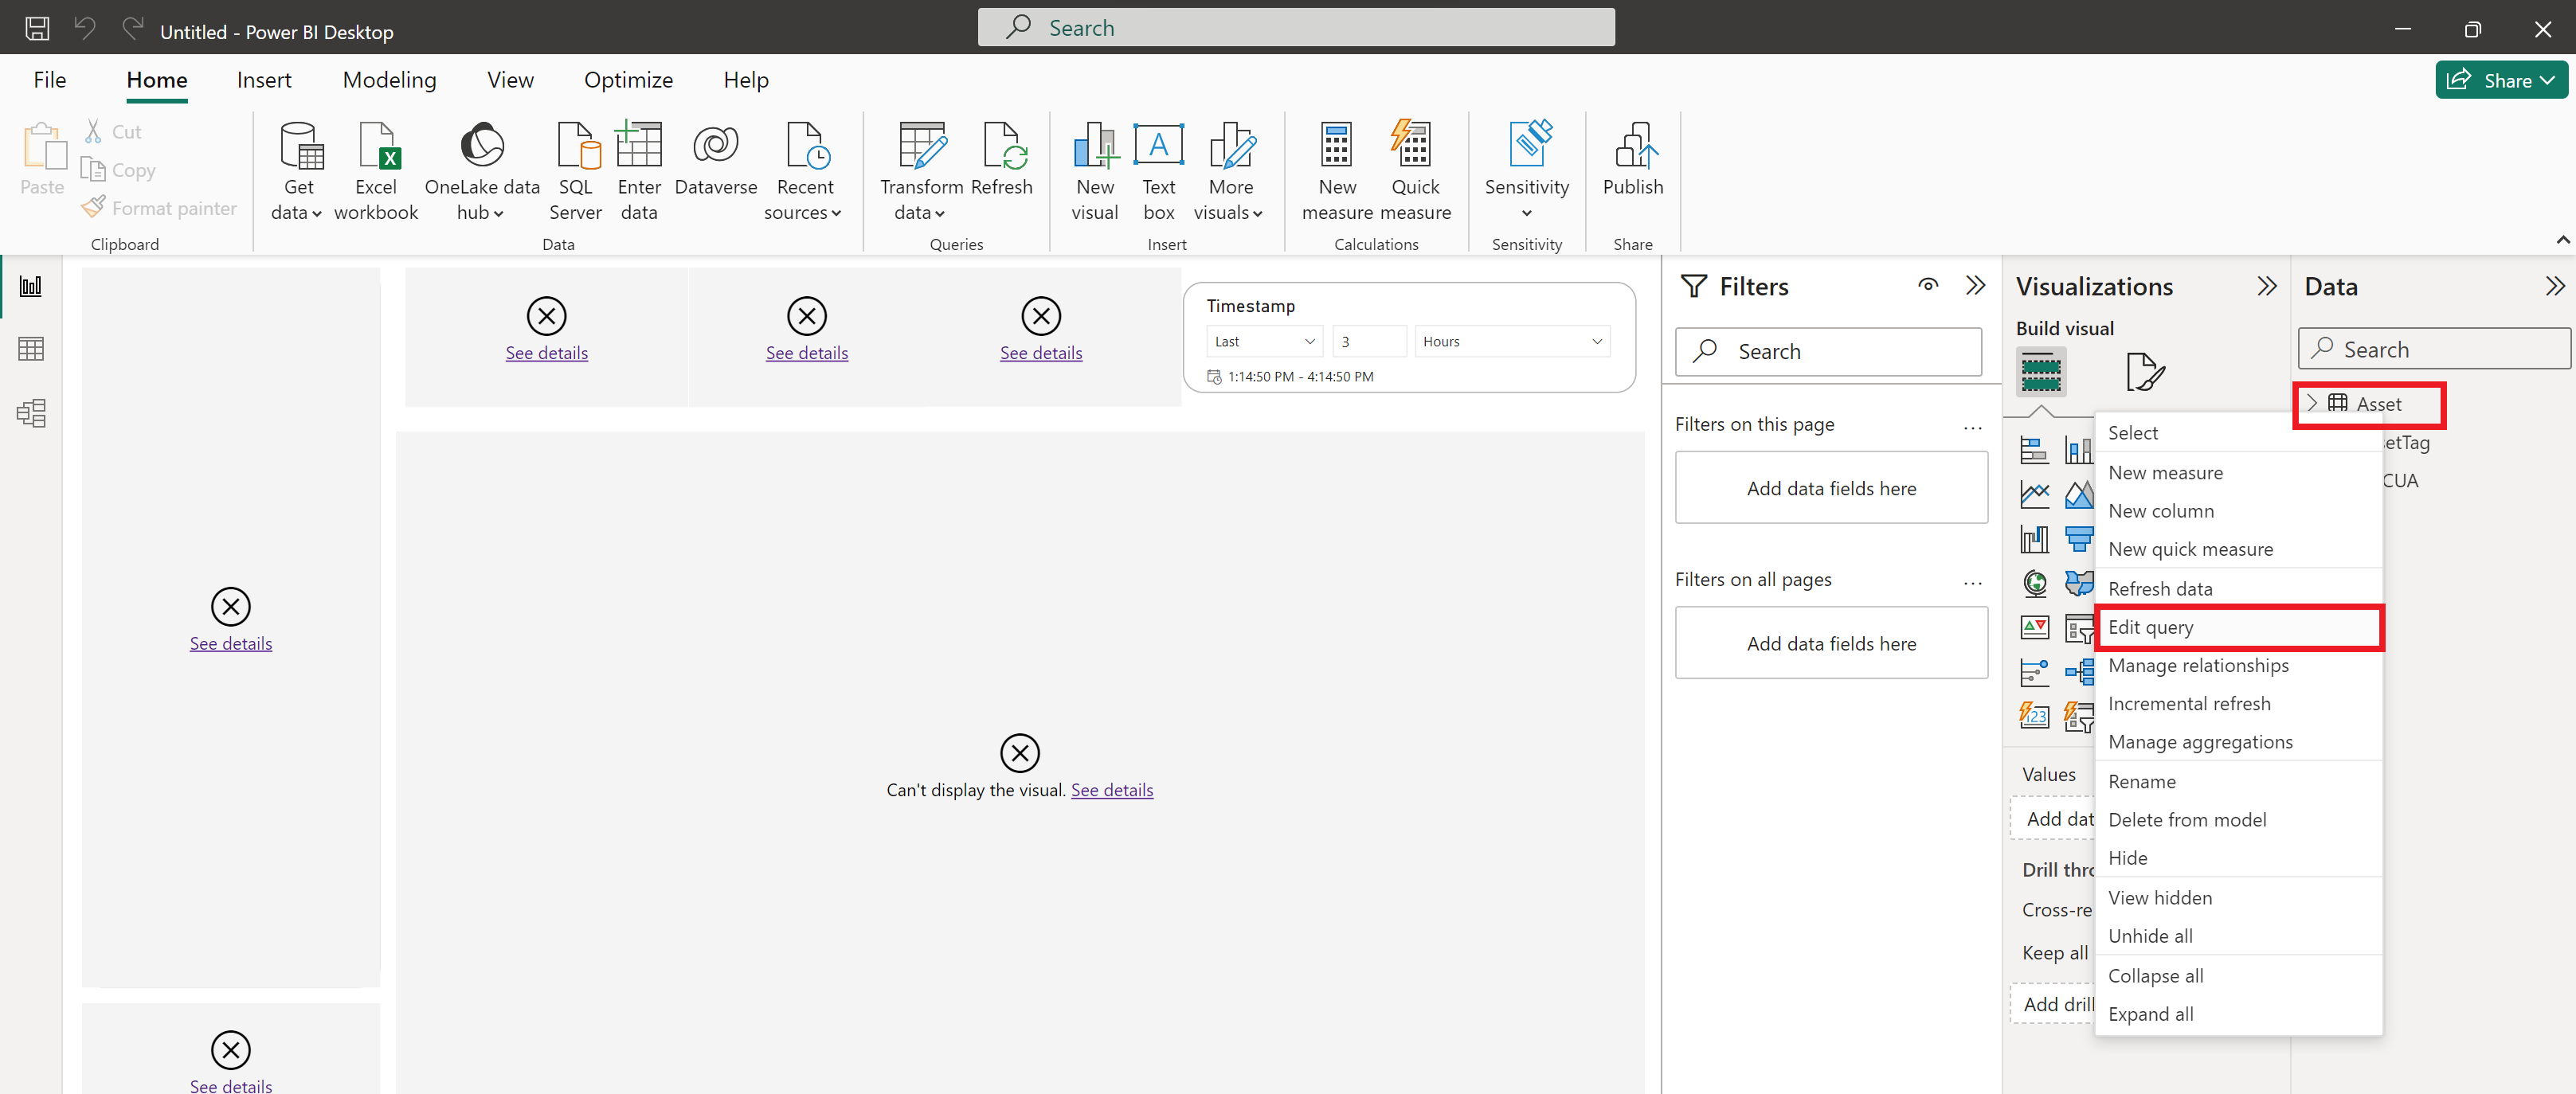 Untitled - Power BI Desktop
Search
File
Home
Insert
Modeling
View
Optimize
Help
Share
Paste
Cut
Copy
Format painter
Clipboard
Get data
Excel workbook
OneLake data hub
SQL Server
Enter data
Dataverse
Recent sources
Data
Transform data
Refresh
Queries
New visual
Text box
More visuals
Insert
New measure
Quick measure
Calculations
Sensitivity
Sensitivity
Publish
Share
See details
See details
See details
Timestamp
Last
3
Hours
1:14:50 PM - 4:14:50 PM
See details
Can't display the visual. See details
See details
Filters
Search
Filters on this page
...
Add data fields here
Filters on all pages
...
Add data fields here
Visualizations
Build visual
123
Values
Add dat
Drill thr
Cross-re
Keep all
Add drill
Data
Search
Asset
etTag
CUA
Select
New measure
New column
New quick measure
Refresh data
Edit query
Manage relationships
Incremental refresh
Manage aggregations
Rename
Delete from model
Hide
View hidden
Unhide all
Collapse all
Expand all